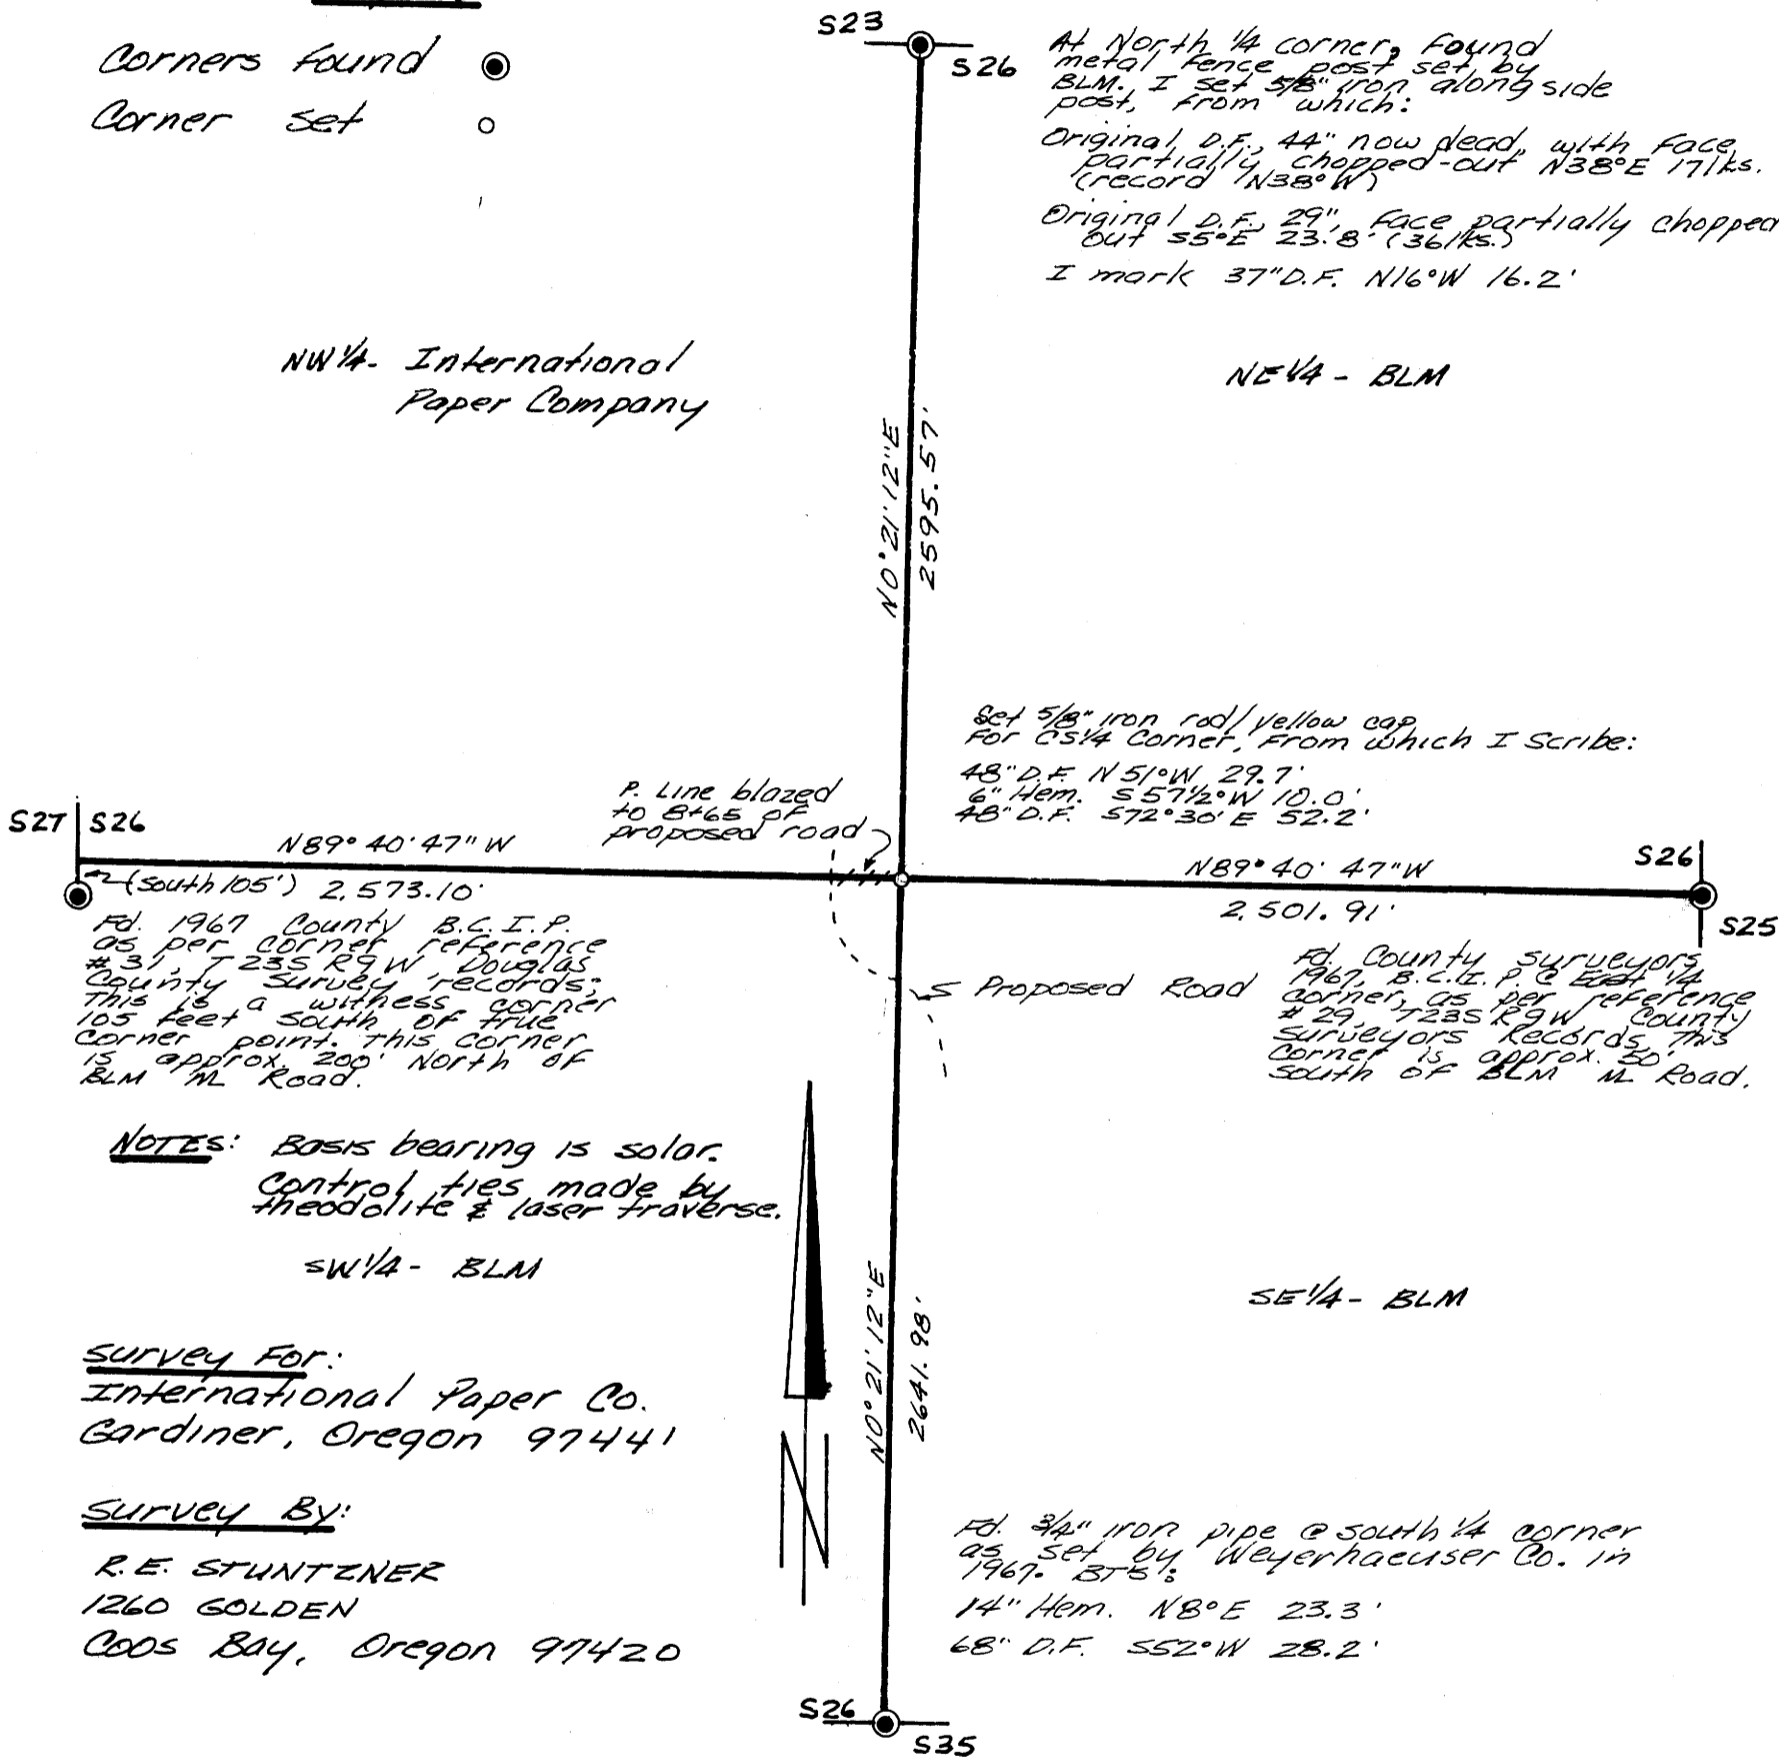 Corners found
Corner set
S23
S26
At North 1/4 corner, found
metal fence post set by
BLM. I set 5/8" iron alongside
post, from which:
Original D.F., 44" now dead, with face
partially chopped-out N38°E 17lks.
(record N38°W)
Original D.F., 29", face partially chopped
out S5°E 23.8' (36lks.)
I mark 37" D.F. N16°W 16.2'
NW1/4- International
Paper Company
NE1/4 - BLM
N0°21'12"E
2595.57'
Set 5/8" iron rod/yellow cap
For CS1/4 Corner, From which I Scribe:
48" D.F. N51°W 29.7'
6" Hem. S57½°W 10.0'
48" D.F. S72°30'E 52.2'
P. Line blazed
to 8+65 of
proposed road
S27 S26
N89°40'47"W
(South 105') 2,573.10'
N89°40'47"W
2,501.91'
S26
S25
Fd. 1967 County B.C.I.P.
as per corner reference
#31, T23S R9W, Douglas
County Survey records;
This is a witness corner
105 feet south of true
corner point. This corner
is approx. 200' North of
BLM ML Road.
Proposed Road
Fd. County surveyors
1967, B.C.I.P. @ East 1/4
corner, as per reference
#29, T23S R9W County
surveyors Records. This
corner is approx. 50'
south of BLM ML Road.
NOTES: Basis bearing is solar.
Control ties made by
theodolite & laser traverse.
SW1/4- BLM
SE1/4- BLM
N0°21'12"E
2641.98'
Survey For:
International Paper Co.
Gardiner, Oregon 97441
N
Survey By:
R.E. STUNTZNER
1260 GOLDEN
Coos Bay, Oregon 97420
Fd. 3/4" iron pipe @ south 1/4 corner
as set by Weyerhaeuser Co. in
1967. BT'S:
14" Hem. N8°E 23.3'
68" D.F. S52°W 28.2'
S26
S35